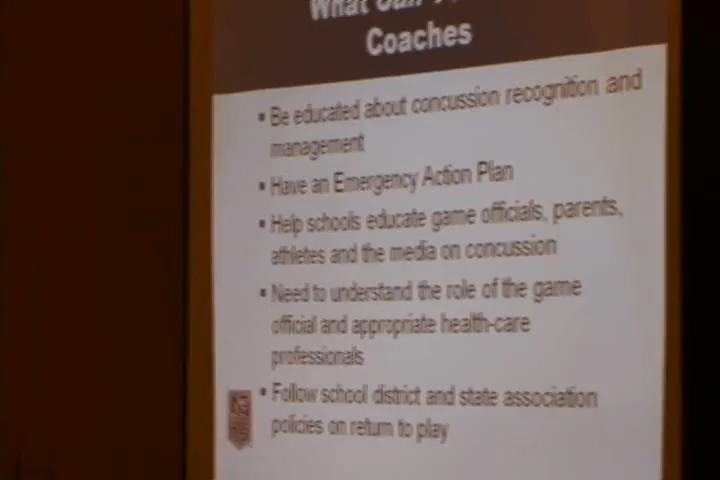 What Can
Coaches
▪ Be educated about concussion recognition and
management
▪ Have an Emergency Action Plan
▪ Help schools educate game officials, parents,
athletes and the media on concussion
▪ Need to understand the role of the game
official and appropriate health-care
professionals
▪ Follow school district and state association
policies on return to play